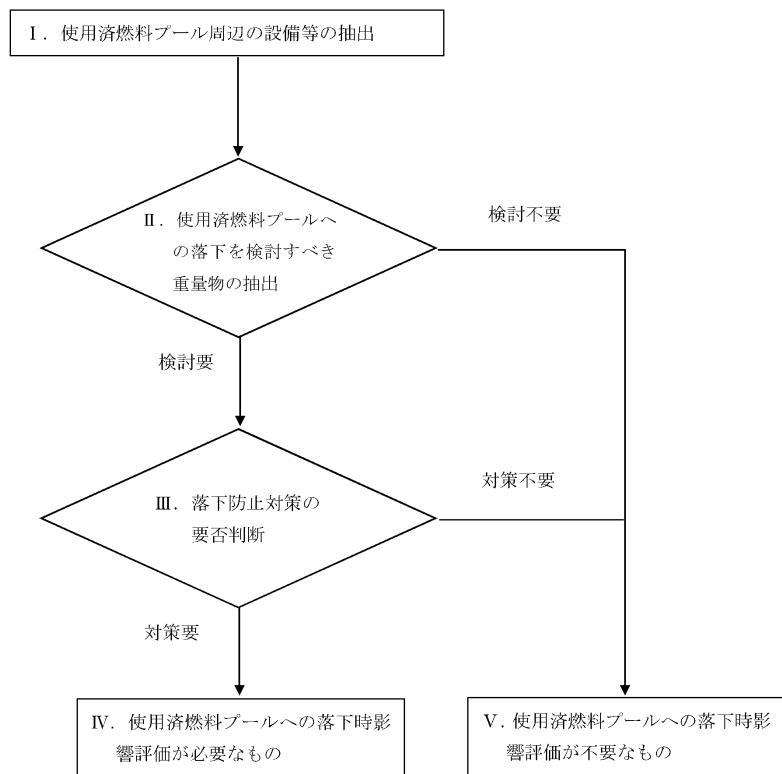 Ⅰ．使用済燃料プール周辺の設備等の抽出
Ⅱ．使用済燃料プールへ
の落下を検討すべき
重量物の抽出
検討不要
検討要
Ⅲ．落下防止対策の
要否判断
対策不要
対策要
Ⅳ．使用済燃料プールへの落下時影
響評価が必要なもの
Ⅴ．使用済燃料プールへの落下時影
響評価が不要なもの